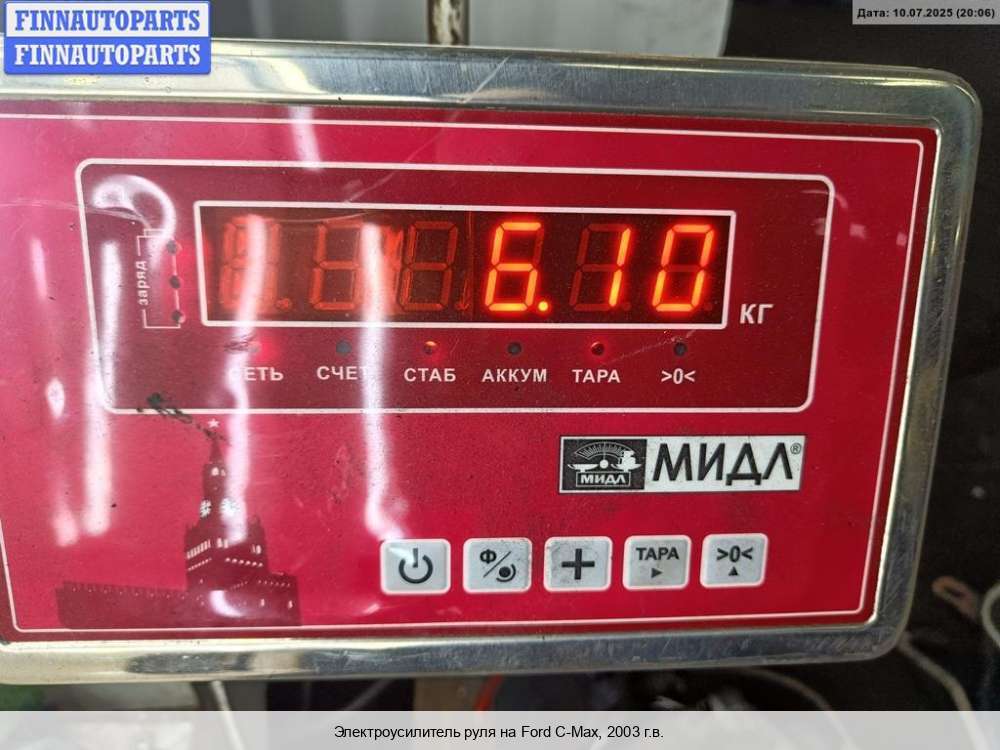 FINNAUTOPARTS
FINNAUTOPARTS
Дата: 10.07.2025 (20:06)
заряд
6.10
КГ
СЕТЬ СЧЕТ СТАБ АККУМ ТАРА >0<
МИДЛ МИДЛ®
Ф ТАРА >0<
Электроусилитель руля на Ford C-Max, 2003 г.в.